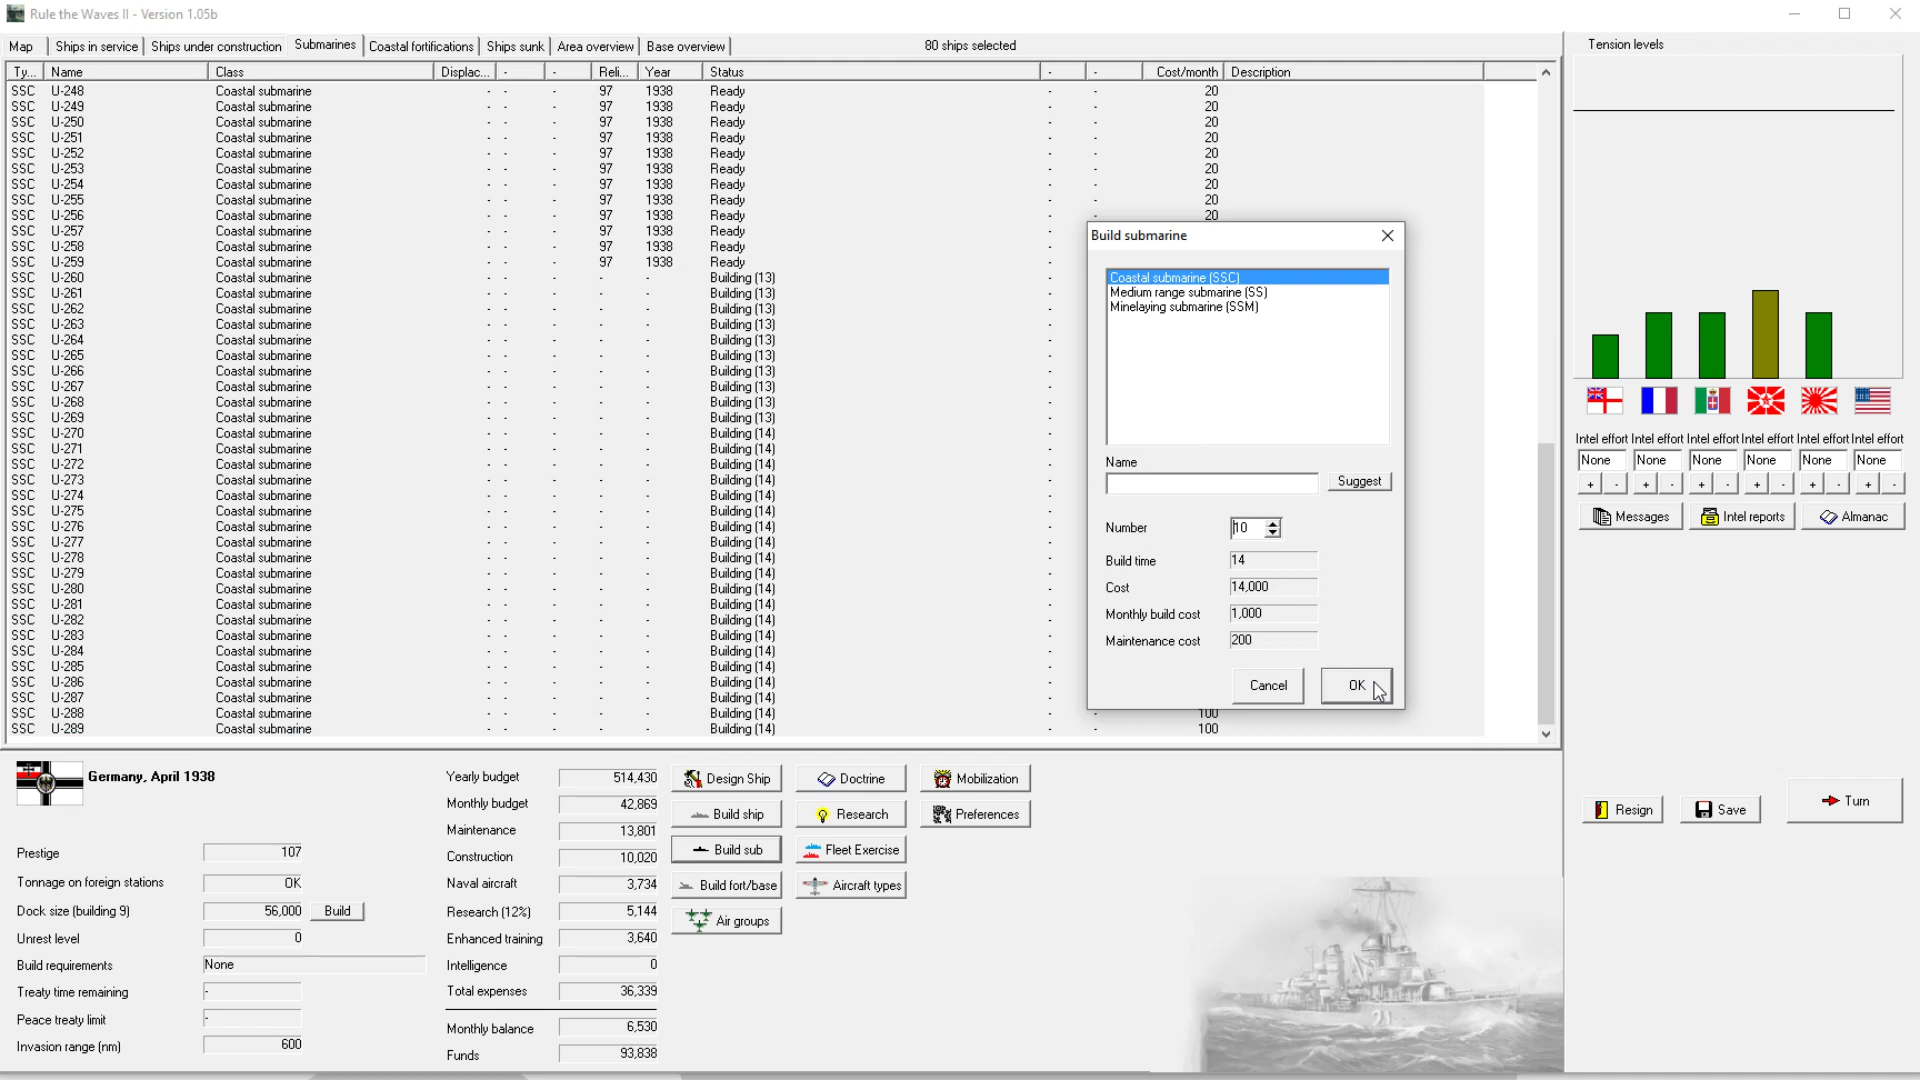 Rule the Waves II - Version 1.05b
Map Ships in service Ships under construction Submarines Coastal fortifications Ships sunk Area overview Base overview 80 ships selected
Ty... Name Class Displac... - - Reli... Year Status - - Cost/month Description
SSC U-248 Coastal submarine - - - 97 1938 Ready - - 20
SSC U-249 Coastal submarine - - - 97 1938 Ready - - 20
SSC U-250 Coastal submarine - - - 97 1938 Ready - - 20
SSC U-251 Coastal submarine - - - 97 1938 Ready - - 20
SSC U-252 Coastal submarine - - - 97 1938 Ready - - 20
SSC U-253 Coastal submarine - - - 97 1938 Ready - - 20
SSC U-254 Coastal submarine - - - 97 1938 Ready - - 20
SSC U-255 Coastal submarine - - - 97 1938 Ready - - 20
SSC U-256 Coastal submarine - - - 97 1938 Ready - - 20
SSC U-257 Coastal submarine - - - 97 1938 Ready -
SSC U-258 Coastal submarine - - - 97 1938 Ready -
SSC U-259 Coastal submarine - - - 97 1938 Ready -
SSC U-260 Coastal submarine - - - - - Building (13) -
SSC U-261 Coastal submarine - - - - - Building (13) -
SSC U-262 Coastal submarine - - - - - Building (13) -
SSC U-263 Coastal submarine - - - - - Building (13) -
SSC U-264 Coastal submarine - - - - - Building (13) -
SSC U-265 Coastal submarine - - - - - Building (13) -
SSC U-266 Coastal submarine - - - - - Building (13) -
SSC U-267 Coastal submarine - - - - - Building (13) -
SSC U-268 Coastal submarine - - - - - Building (13) -
SSC U-269 Coastal submarine - - - - - Building (13) -
SSC U-270 Coastal submarine - - - - - Building (14) -
SSC U-271 Coastal submarine - - - - - Building (14) -
SSC U-272 Coastal submarine - - - - - Building (14) -
SSC U-273 Coastal submarine - - - - - Building (14) -
SSC U-274 Coastal submarine - - - - - Building (14) -
SSC U-275 Coastal submarine - - - - - Building (14) -
SSC U-276 Coastal submarine - - - - - Building (14) -
SSC U-277 Coastal submarine - - - - - Building (14) -
SSC U-278 Coastal submarine - - - - - Building (14) -
SSC U-279 Coastal submarine - - - - - Building (14) -
SSC U-280 Coastal submarine - - - - - Building (14) -
SSC U-281 Coastal submarine - - - - - Building (14) -
SSC U-282 Coastal submarine - - - - - Building (14) -
SSC U-283 Coastal submarine - - - - - Building (14) -
SSC U-284 Coastal submarine - - - - - Building (14) -
SSC U-285 Coastal submarine - - - - - Building (14) -
SSC U-286 Coastal submarine - - - - - Building (14) -
SSC U-287 Coastal submarine - - - - - Building (14) -
SSC U-288 Coastal submarine - - - - - Building (14) - - 100
SSC U-289 Coastal submarine - - - - - Building (14) - - 100
Build submarine
Coastal submarine (SSC)
Medium range submarine (SS)
Minelaying submarine (SSM)
Name
Suggest
Number 10
Build time 14
Cost 14,000
Monthly build cost 1,000
Maintenance cost 200
Cancel OK
Tension levels
Intel effort Intel effort Intel effort Intel effort Intel effort Intel effort
None None None None None None
+ - + - + - + - + - + -
Messages Intel reports Almanac
Germany, April 1938
Prestige 107
Tonnage on foreign stations OK
Dock size (building 9) 56,000 Build
Unrest level 0
Build requirements None
Treaty time remaining -
Peace treaty limit -
Invasion range (nm) 600
Yearly budget 514,430
Monthly budget 42,869
Maintenance 13,801
Construction 10,020
Naval aircraft 3,734
Research (12%) 5,144
Enhanced training 3,640
Intelligence 0
Total expenses 36,339
Monthly balance 6,530
Funds 93,838
Design Ship Doctrine Mobilization
Build ship Research Preferences
Build sub Fleet Exercise
Build fort/base Aircraft types
Air groups
Resign Save Turn
21